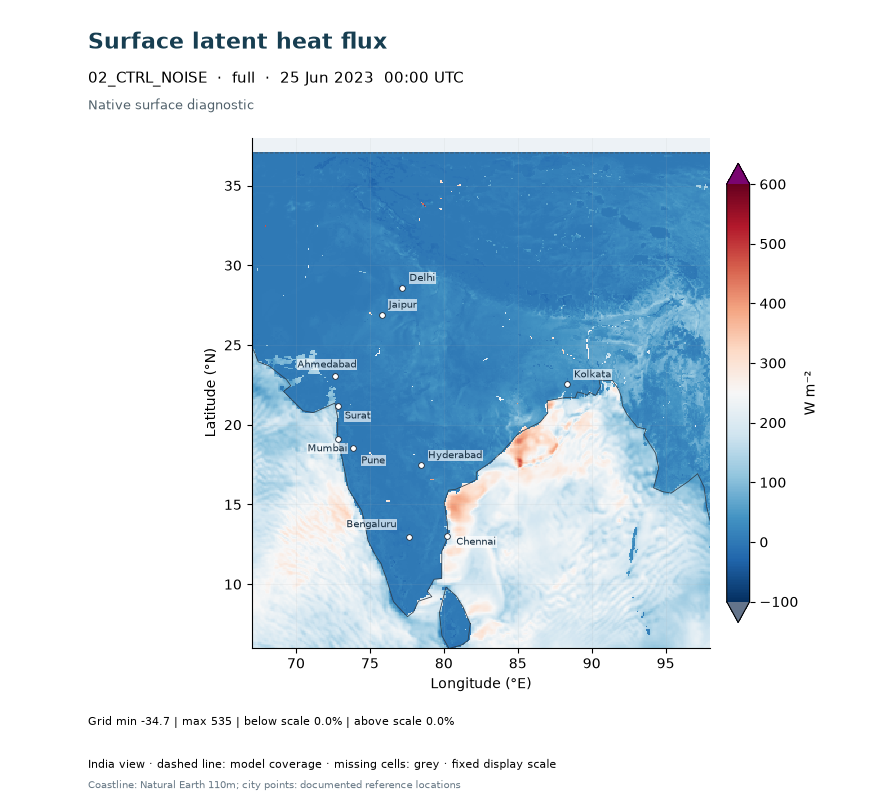 Surface latent heat flux
02_CTRL_NOISE · full · 25 Jun 2023 00:00 UTC
Native surface diagnostic
35
30
25
20
15
10
Latitude (°N)
70
75
80
85
90
95
Longitude (°E)
Delhi
Jaipur
Ahmedabad
Kolkata
Surat
Mumbai
Pune
Hyderabad
Bengaluru
Chennai
600
500
400
300
200
100
0
−100
W m⁻²
Grid min -34.7 | max 535 | below scale 0.0% | above scale 0.0%
India view · dashed line: model coverage · missing cells: grey · fixed display scale
Coastline: Natural Earth 110m; city points: documented reference locations